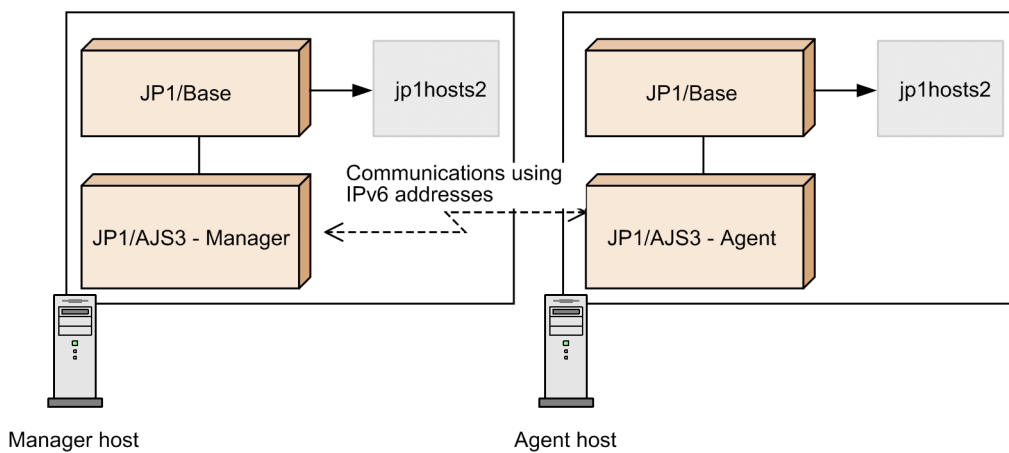 JP1/Base
jp1hosts2
JP1/Base
jp1hosts2
Communications using
IPv6 addresses
JP1/AJS3 - Manager
JP1/AJS3 - Agent
Manager host
Agent host